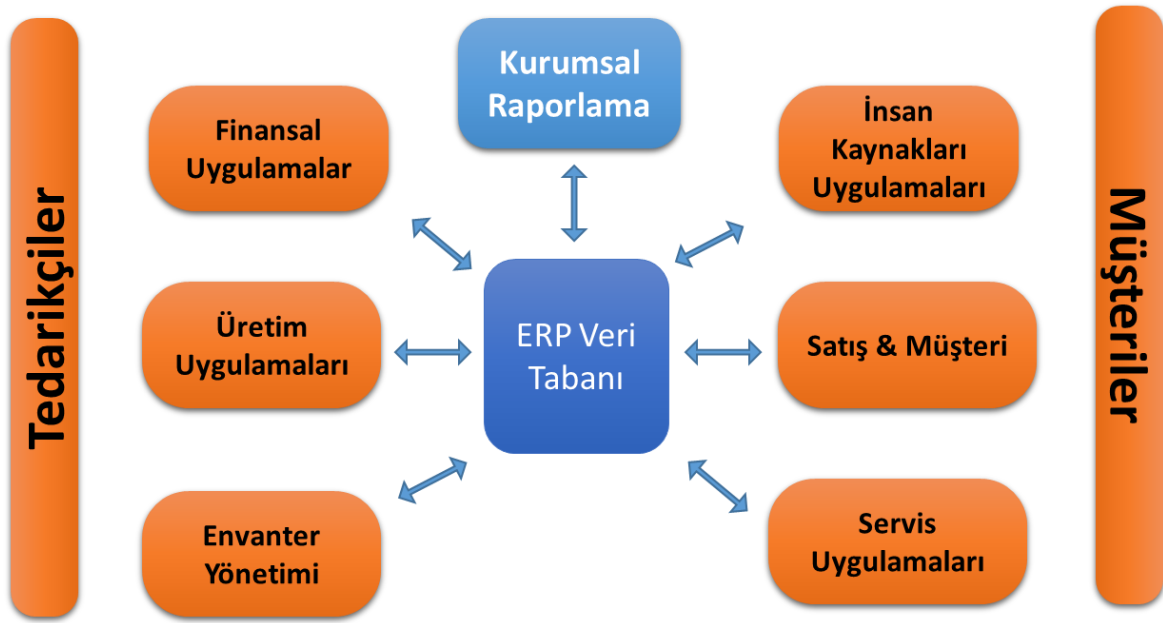 Tedarikçiler
Kurumsal
Raporlama
Finansal
Uygulamalar
İnsan
Kaynakları
Uygulamaları
Üretim
Uygulamaları
ERP Veri
Tabanı
Satış & Müşteri
Envanter
Yönetimi
Servis
Uygulamaları
Müşteriler